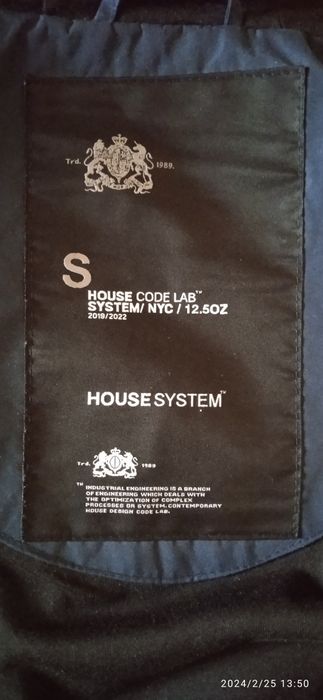 Trd. 1989.
S
HOUSE CODE LAB™
SYSTEM/ NYC / 12.5OZ
2019/2022
HOUSE SYSTEM™
Trd. 1989
™ INDUSTRIAL ENGINEERING IS A BRANCH
OF ENGINEERING WHICH DEALS WITH
THE OPTIMIZATION OF COMPLEX
PROCESSES OR SYSTEM. CONTEMPORARY
HOUSE DESIGN CODE LAB.
2024/2/25 13:50